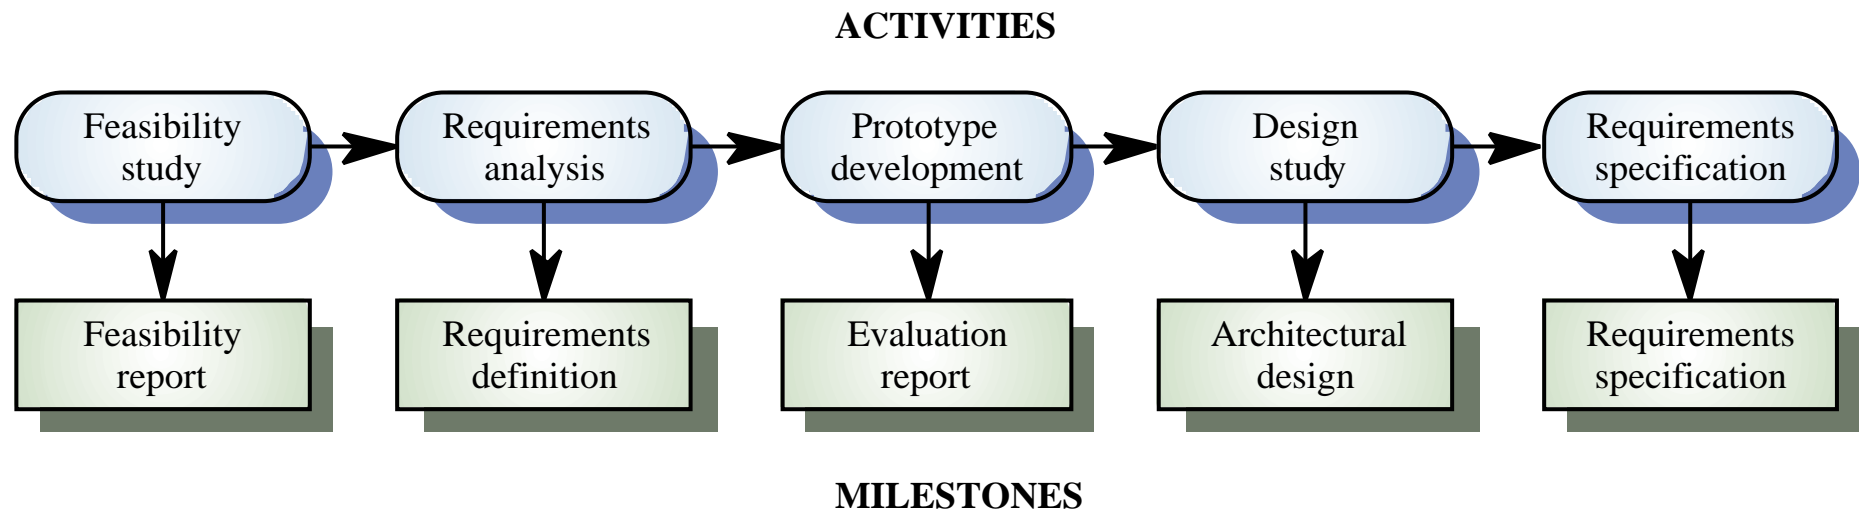 ACTIVITIES
Feasibility
study
Requirements
analysis
Prototype
development
Design
study
Requirements
specification
Feasibility
report
Requirements
definition
Evaluation
report
Architectural
design
Requirements
specification
MILESTONES